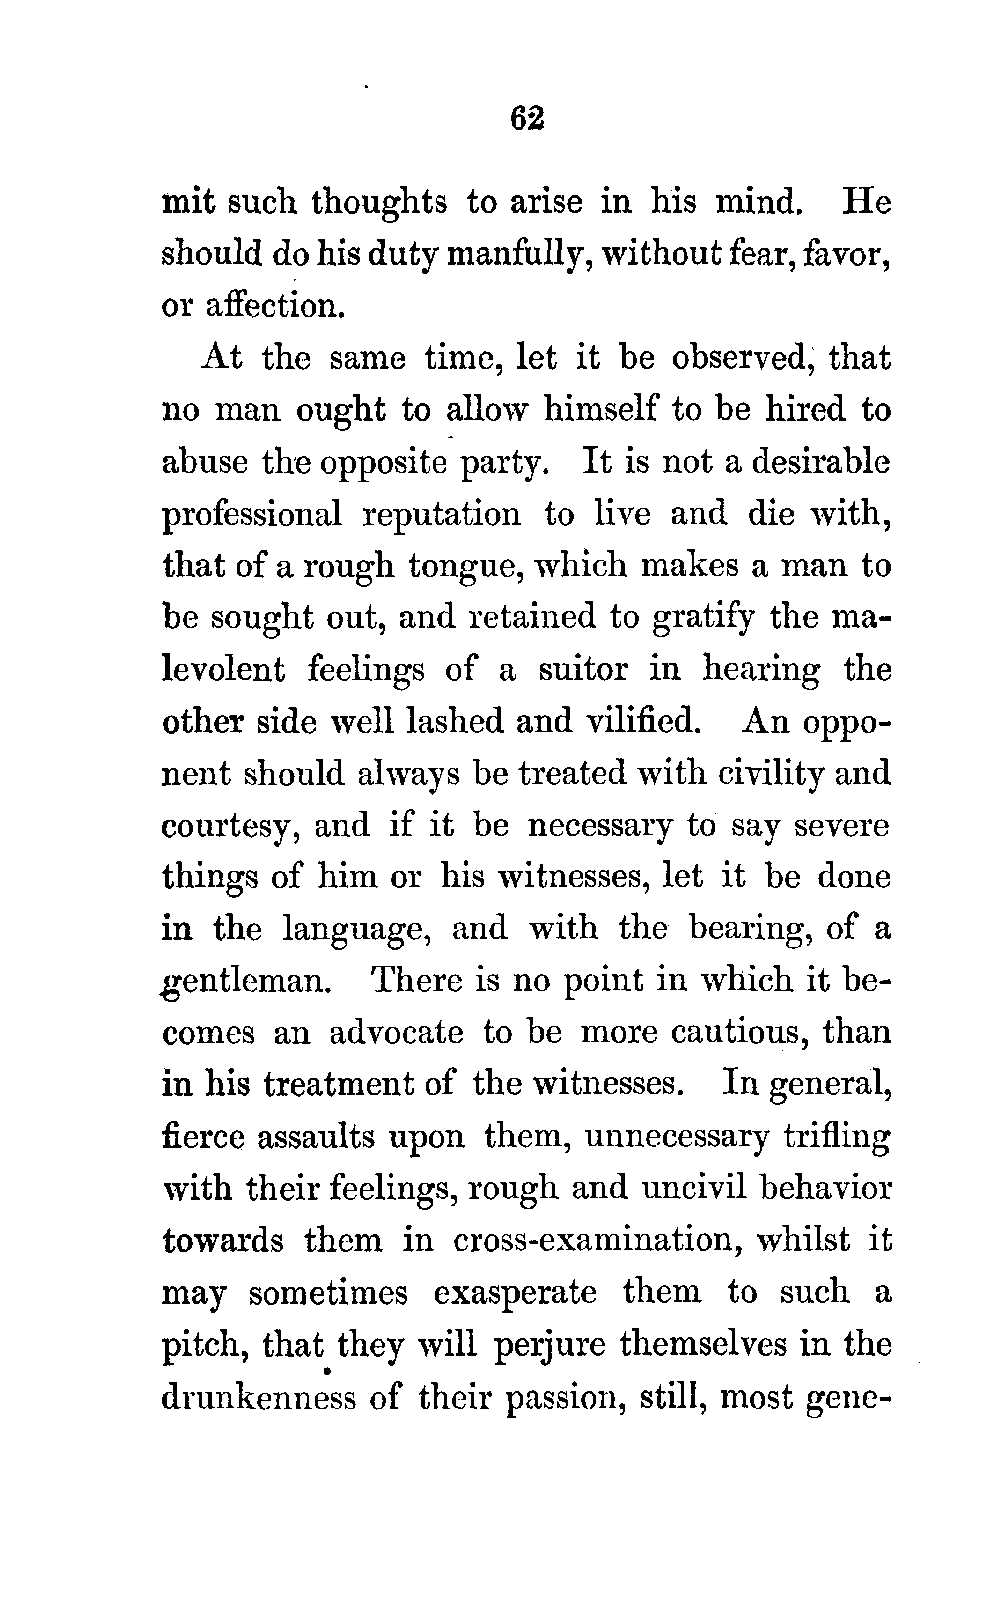 62
mit such thoughts to arise in his mind. He
should do his duty manfully, without fear, favor,
or affection.
At the same time, let it be observed, that
no man ought to allow himself to be hired to
abuse the opposite party. It is not a desirable
professional reputation to live and die with,
that of a rough tongue, which makes a man to
be sought out, and retained to gratify the ma-
levolent feelings of a suitor in hearing the
other side well lashed and vilified. An oppo-
nent should always be treated with civility and
courtesy, and if it be necessary to say severe
things of him or his witnesses, let it be done
in the language, and with the bearing, of a
gentleman. There is no point in which it be-
comes an advocate to be more cautious, than
in his treatment of the witnesses. In general,
fierce assaults upon them, unnecessary trifling
with their feelings, rough and uncivil behavior
towards them in cross-examination, whilst it
may sometimes exasperate them to such a
pitch, that they will perjure themselves in the
drunkenness of their passion, still, most gene-